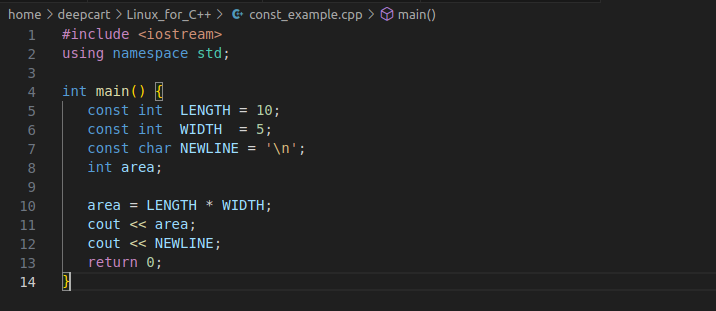 home > deepcart > Linux_for_C++ > const_example.cpp > main()
1 #include <iostream>
2 using namespace std;
3
4 int main() {
5    const int  LENGTH = 10;
6    const int  WIDTH  = 5;
7    const char NEWLINE = '\n';
8    int area;
9
10    area = LENGTH * WIDTH;
11    cout << area;
12    cout << NEWLINE;
13    return 0;
14 }